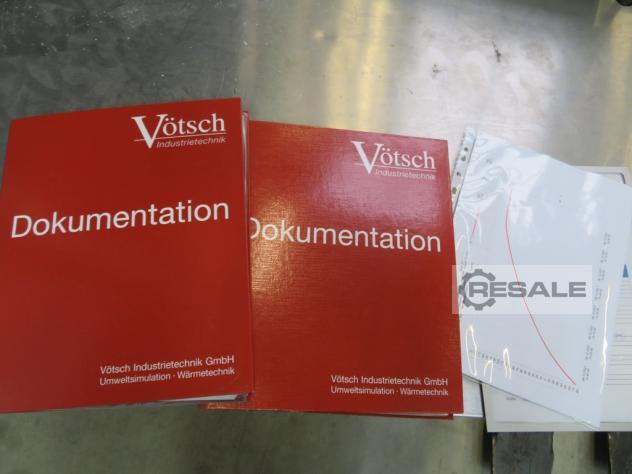 Vötsch
Industrietechnik
Dokumentation
Vötsch Industrietechnik GmbH
Umweltsimulation · Wärmetechnik
Vötsch
Industrietechnik
Dokumentation
Vötsch Industrietechnik GmbH
Umweltsimulation · Wärmetechnik
RESALE